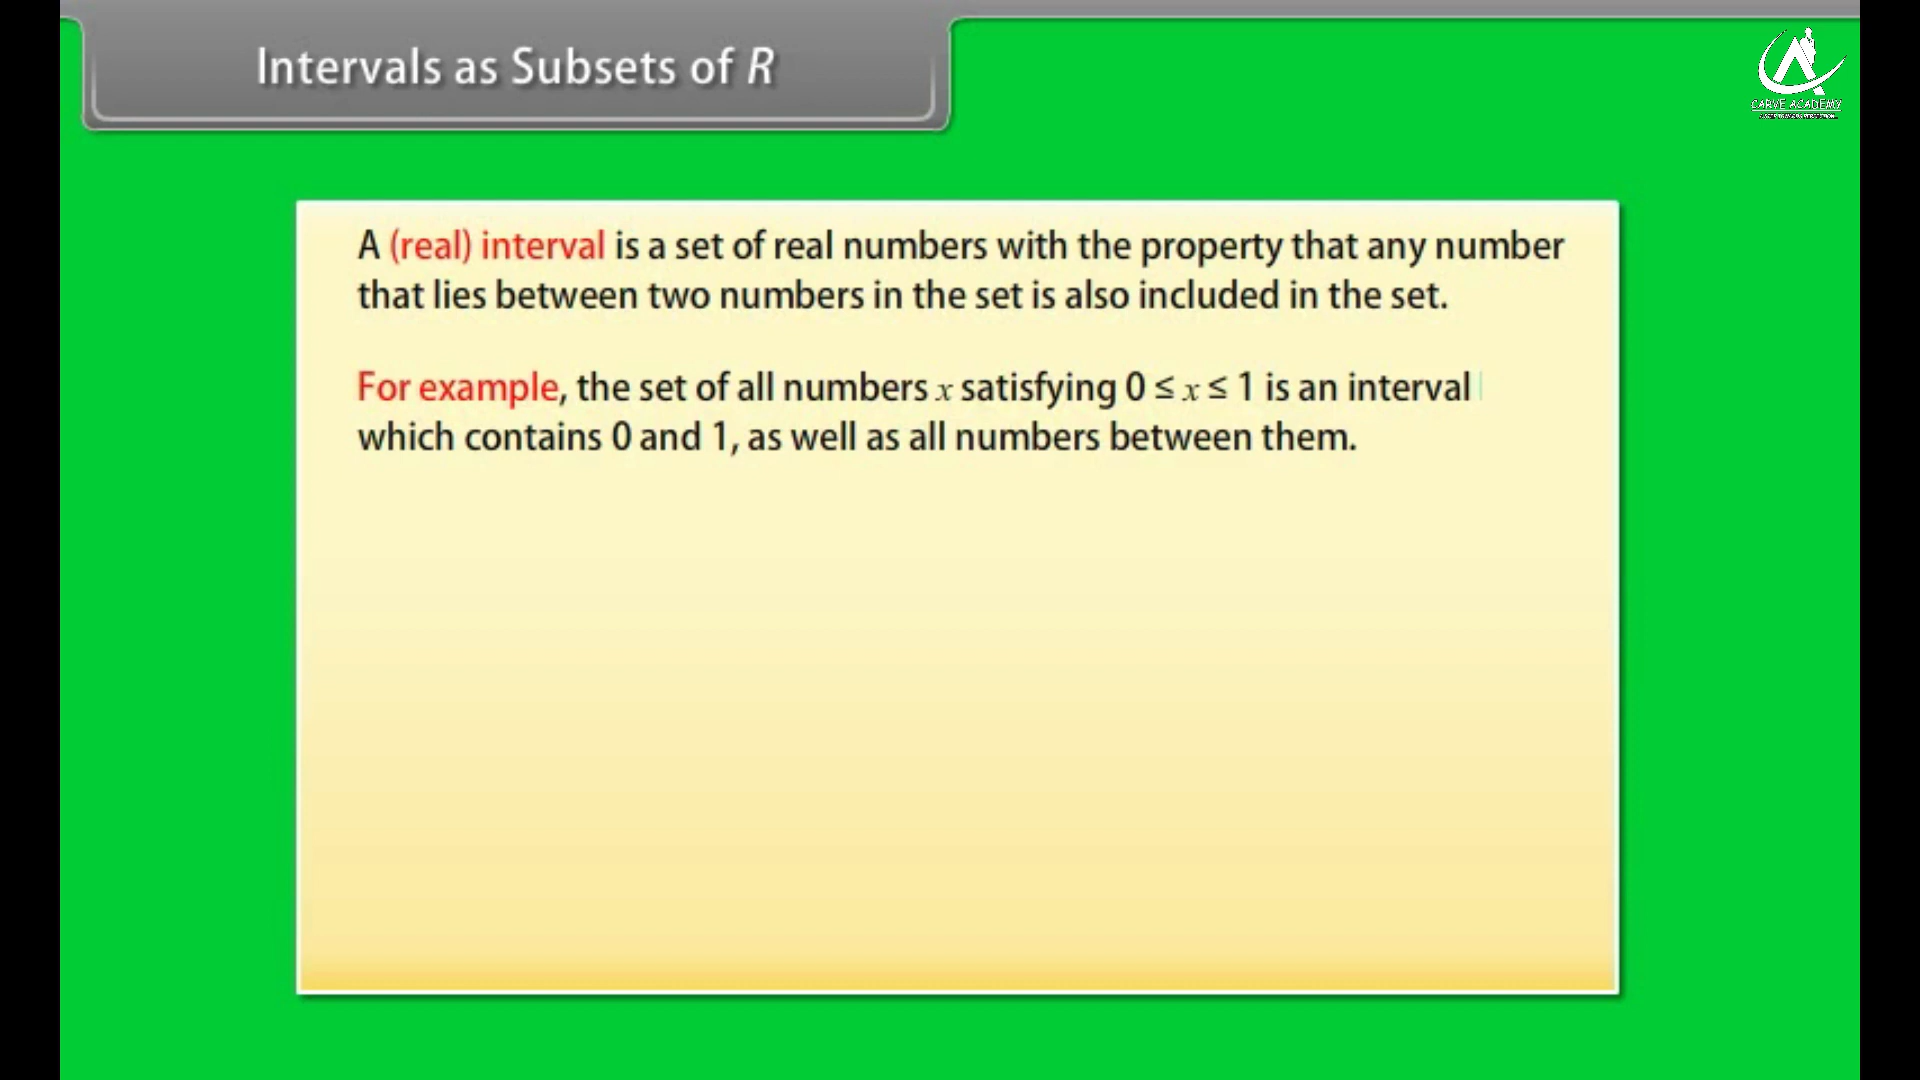 Intervals as Subsets of R
CARVE ACADEMY
A (real) interval is a set of real numbers with the property that any number
that lies between two numbers in the set is also included in the set.
For example, the set of all numbers x satisfying 0 ≤ x ≤ 1 is an interval
which contains 0 and 1, as well as all numbers between them.